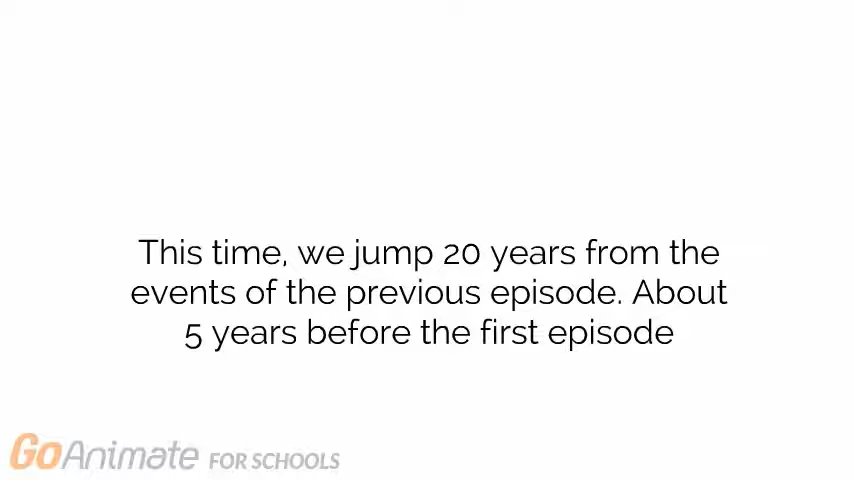 This time, we jump 20 years from the
events of the previous episode. About
5 years before the first episode
GoAnimate FOR SCHOOLS